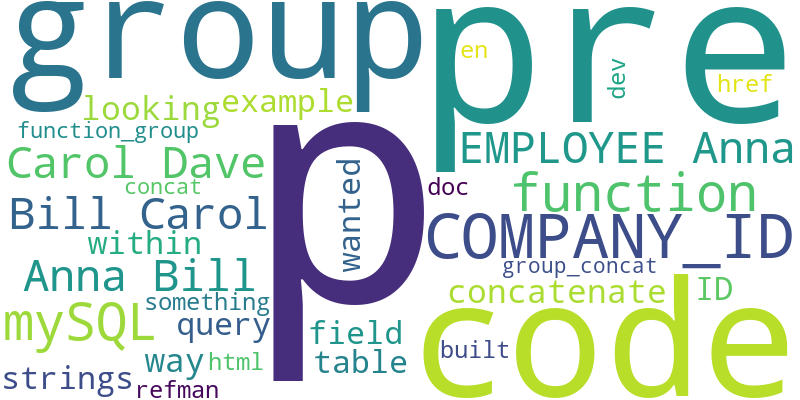 group
pre
en
dev
href
looking
example
function_group
p
EMPLOYEE Anna
Carol Dave
concat
wanted
doc
function
Bill Carol
COMPANY_ID
within
group_concat
Anna Bill
something
concatenate
ID
code
mySQL
query
field
built
way
html
table
strings
refman